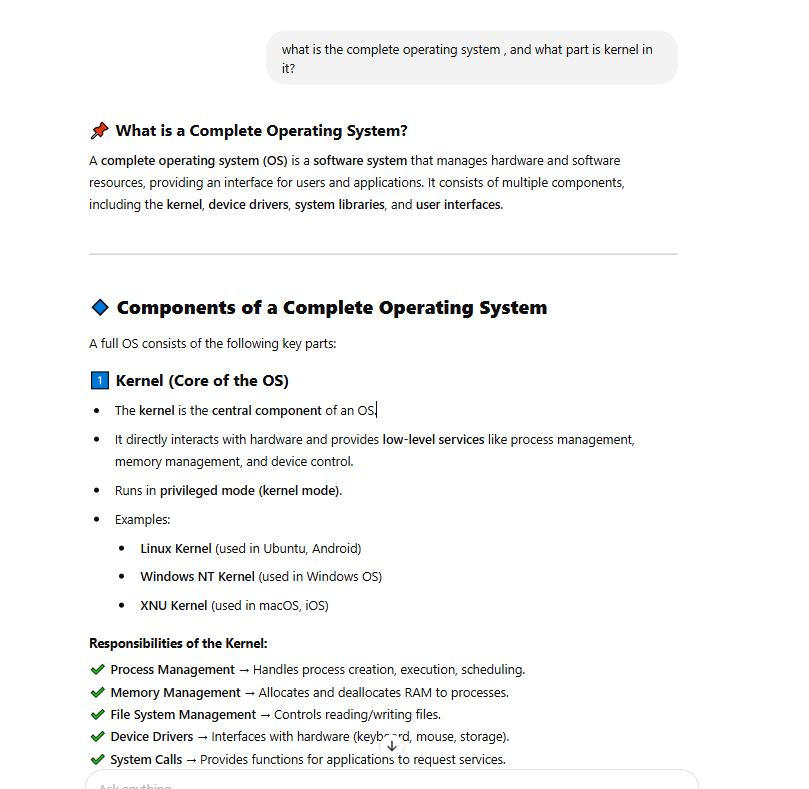 what is the complete operating system , and what part is kernel in
it?
📌 What is a Complete Operating System?
A complete operating system (OS) is a software system that manages hardware and software
resources, providing an interface for users and applications. It consists of multiple components,
including the kernel, device drivers, system libraries, and user interfaces.
🔷 Components of a Complete Operating System
A full OS consists of the following key parts:
1 Kernel (Core of the OS)
• The kernel is the central component of an OS.
• It directly interacts with hardware and provides low-level services like process management,
memory management, and device control.
• Runs in privileged mode (kernel mode).
• Examples:
• Linux Kernel (used in Ubuntu, Android)
• Windows NT Kernel (used in Windows OS)
• XNU Kernel (used in macOS, iOS)
Responsibilities of the Kernel:
✔ Process Management → Handles process creation, execution, scheduling.
✔ Memory Management → Allocates and deallocates RAM to processes.
✔ File System Management → Controls reading/writing files.
✔ Device Drivers → Interfaces with hardware (keyboard, mouse, storage).
✔ System Calls → Provides functions for applications to request services.
Ask anything